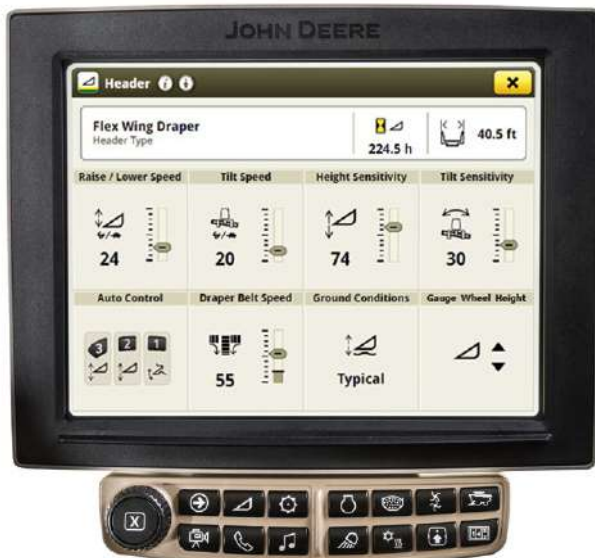 JOHN DEERE
Header
Flex Wing Draper
Header Type
224.5 h
40.5 ft
Raise / Lower Speed
Tilt Speed
Height Sensitivity
Tilt Sensitivity
24
20
74
30
Auto Control
Draper Belt Speed
Ground Conditions
Gauge Wheel Height
3 2 1
55
Typical
X